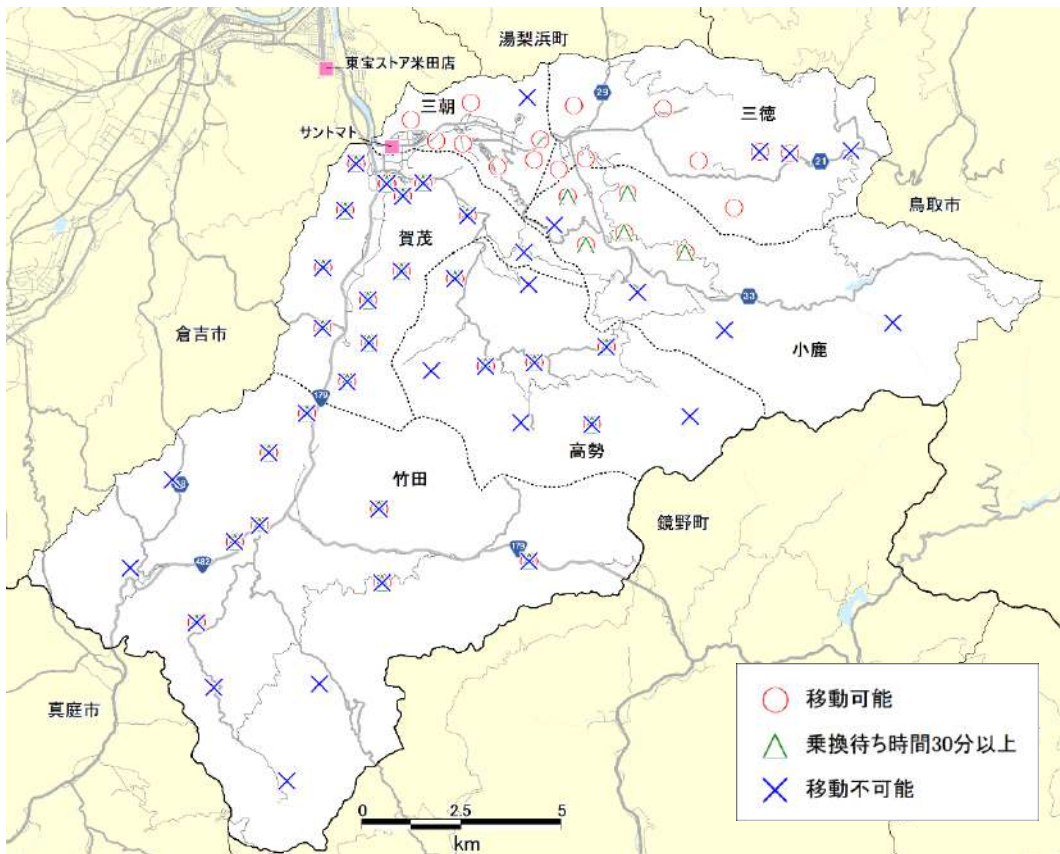 湯梨浜町
東宝ストア米田店
三朝
29
三徳
サントマト
21
鳥取市
賀茂
33
倉吉市
小鹿
179
高勢
竹田
鏡野町
179
482
真庭市
移動可能
乗換待ち時間30分以上
移動不可能
0 2.5 5
km